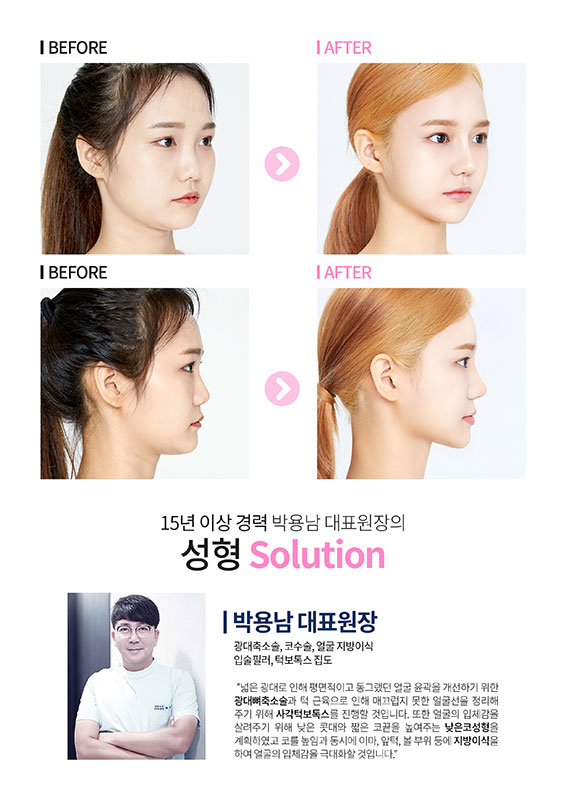 BEFORE
AFTER
BEFORE
AFTER
15년 이상 경력 박용남 대표원장의
성형 Solution
박용남 대표원장
광대축소술, 코수술, 얼굴 지방이식
입술필러, 턱보톡스 집도
"넓은 광대로 인해 평면적이고 동그랬던 얼굴 윤곽을 개선하기 위한
광대뼈축소술과 턱 근육으로 인해 매끄럽지 못한 얼굴선을 정리해
주기 위해 사각턱보톡스를 진행할 것입니다. 또한 얼굴의 입체감을
살려주기 위해 낮은 콧대와 짧은 코끝을 높여주는 낮은코성형을
계획하였고 코를 높임과 동시에 이마, 앞턱, 볼 부위 등에 지방이식을
하여 얼굴의 입체감을 극대화할 것입니다."